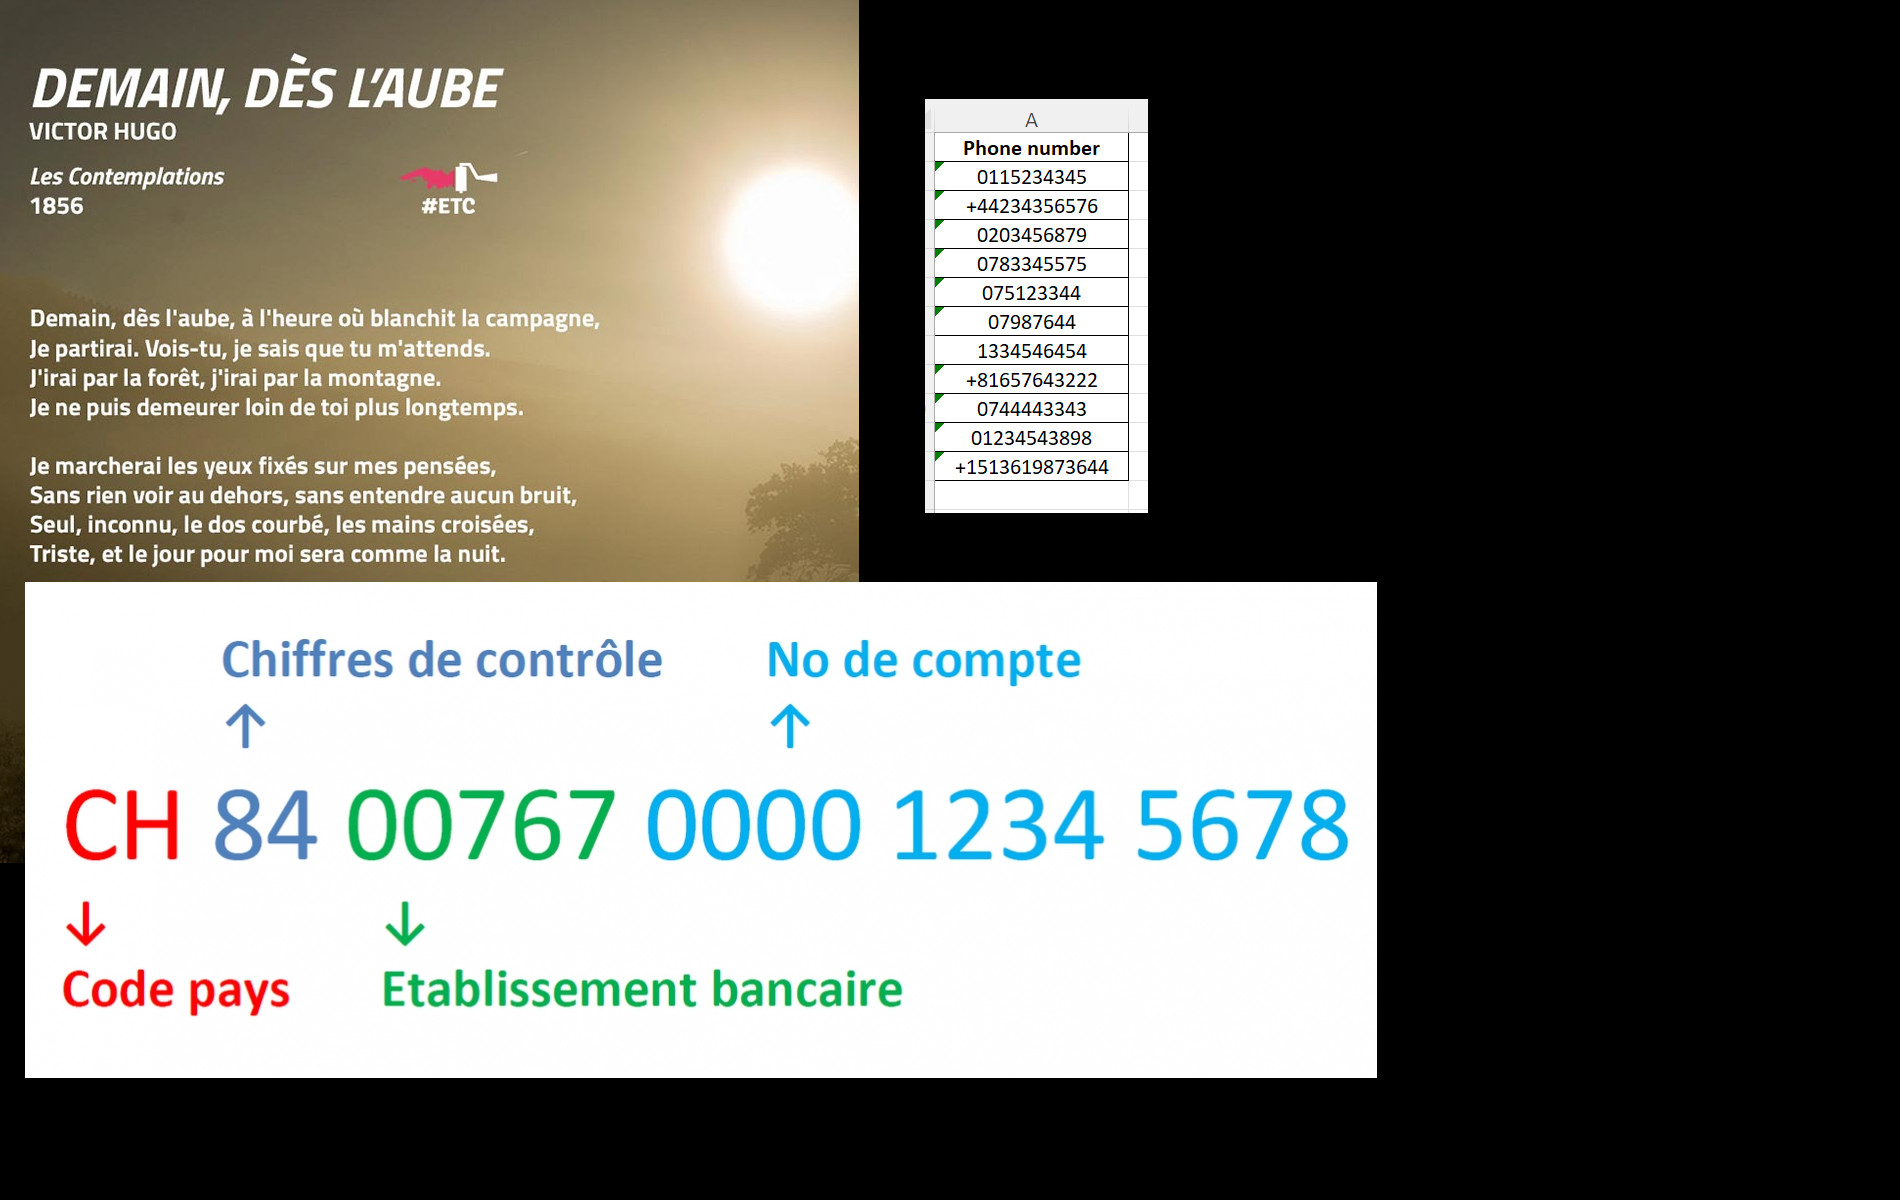 DEMAIN, DÈS L'AUBE
VICTOR HUGO
Les Contemplations
1856
#ETC
Demain, dès l'aube, à l'heure où blanchit la campagne,
Je partirai. Vois-tu, je sais que tu m'attends.
J'irai par la forêt, j'irai par la montagne.
Je ne puis demeurer loin de toi plus longtemps.
Je marcherai les yeux fixés sur mes pensées,
Sans rien voir au dehors, sans entendre aucun bruit,
Seul, inconnu, le dos courbé, les mains croisées,
Triste, et le jour pour moi sera comme la nuit.
A
Phone number
0115234345
+44234356576
0203456879
0783345575
075123344
07987644
1334546454
+81657643222
0744443343
01234543898
+1513619873644
Chiffres de contrôle No de compte
↑ ↑
CH 84 00767 0000 1234 5678
↓ ↓
Code pays Etablissement bancaire